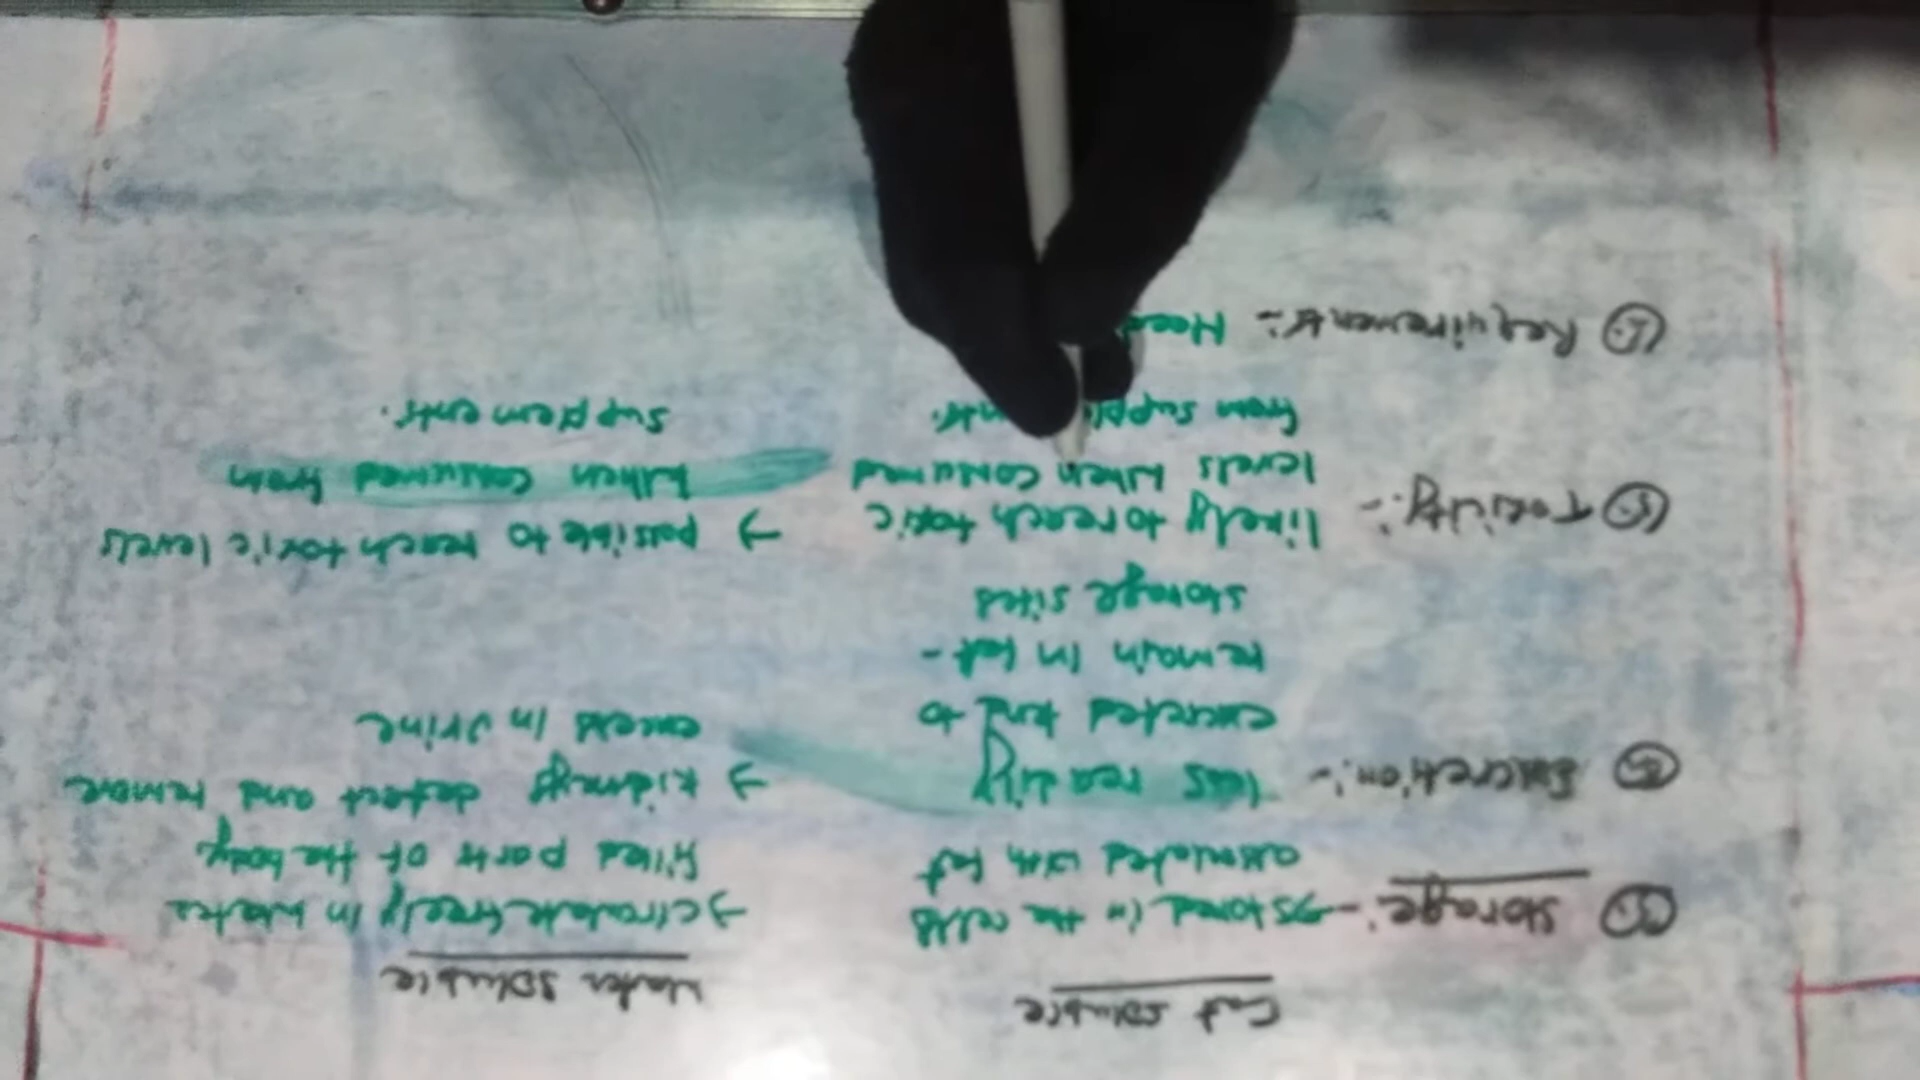 Fat soluble
Water soluble
③ Storage:- →stored in the cells
associated with fat
→circulate freely in water
filled parts of the body
④ Excretion:- less readily
excreted tend to
remain in fat-
storage sites
→ kidneys detect and remove
excess in urine
⑤ Toxicity:- likely to reach toxic
levels when consumed
from
→ possible to reach toxic levels
when consumed from
supplements.
⑥ Requirements:-